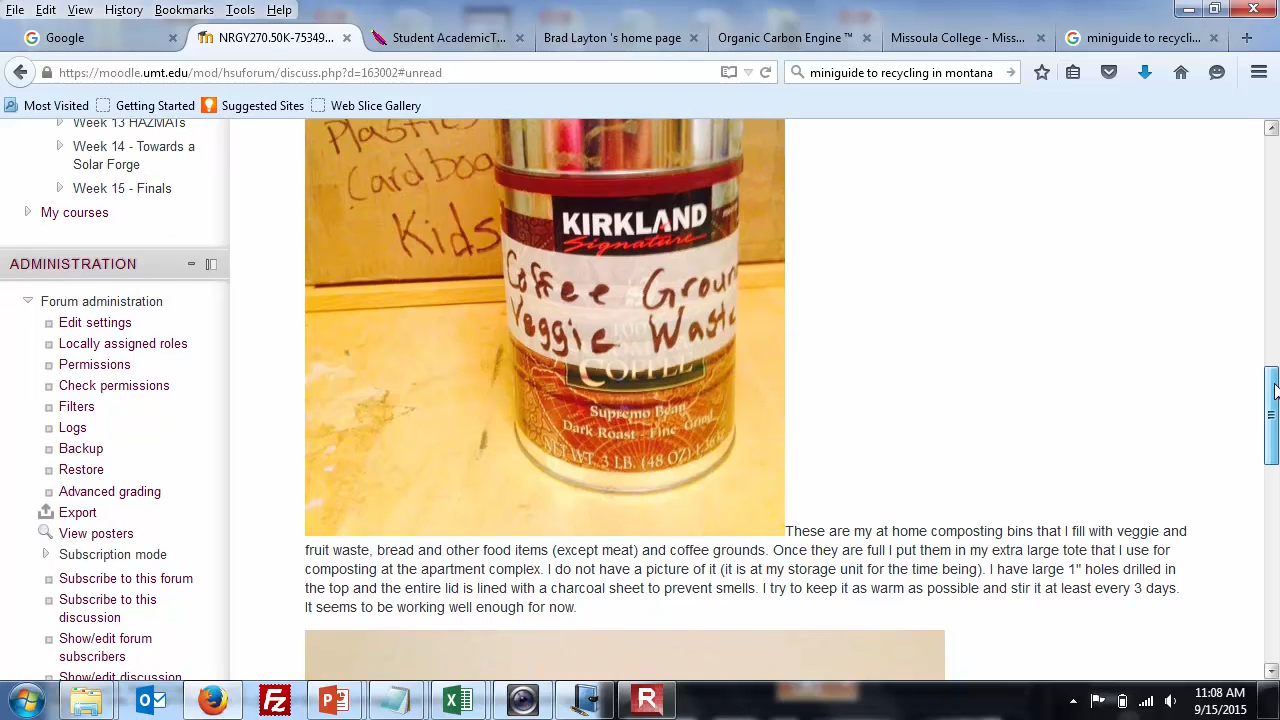 File Edit View History Bookmarks Tools Help
Google NRGY270.50K-75349... Student AcademicT... Brad Layton 's home page Organic Carbon Engine ™ Missoula College - Miss... miniguide to recycli...
https://moodle.umt.edu/mod/hsuforum/discuss.php?d=163002#unread miniguide to recycling in montana
Most Visited Getting Started Suggested Sites Web Slice Gallery
Week 13 HAZMATs
Week 14 - Towards a
Solar Forge
Week 15 - Finals
My courses
ADMINISTRATION
Forum administration
Edit settings
Locally assigned roles
Permissions
Check permissions
Filters
Logs
Backup
Restore
Advanced grading
Export
View posters
Subscription mode
Subscribe to this forum
Subscribe to this
discussion
Show/edit forum
subscribers
Show/edit discussion
Plastics
Cardboa
Kids
KIRKLAND
Signature
Coffee Groun
Veggie Waste
100%
COFFEE
Supremo Bean
Dark Roast - Fine Grind
NET WT. 3 LB. (48 OZ) 1.36
These are my at home composting bins that I fill with veggie and
fruit waste, bread and other food items (except meat) and coffee grounds. Once they are full I put them in my extra large tote that I use for
composting at the apartment complex. I do not have a picture of it (it is at my storage unit for the time being). I have large 1" holes drilled in
the top and the entire lid is lined with a charcoal sheet to prevent smells. I try to keep it as warm as possible and stir it at least every 3 days.
It seems to be working well enough for now.
11:08 AM
9/15/2015